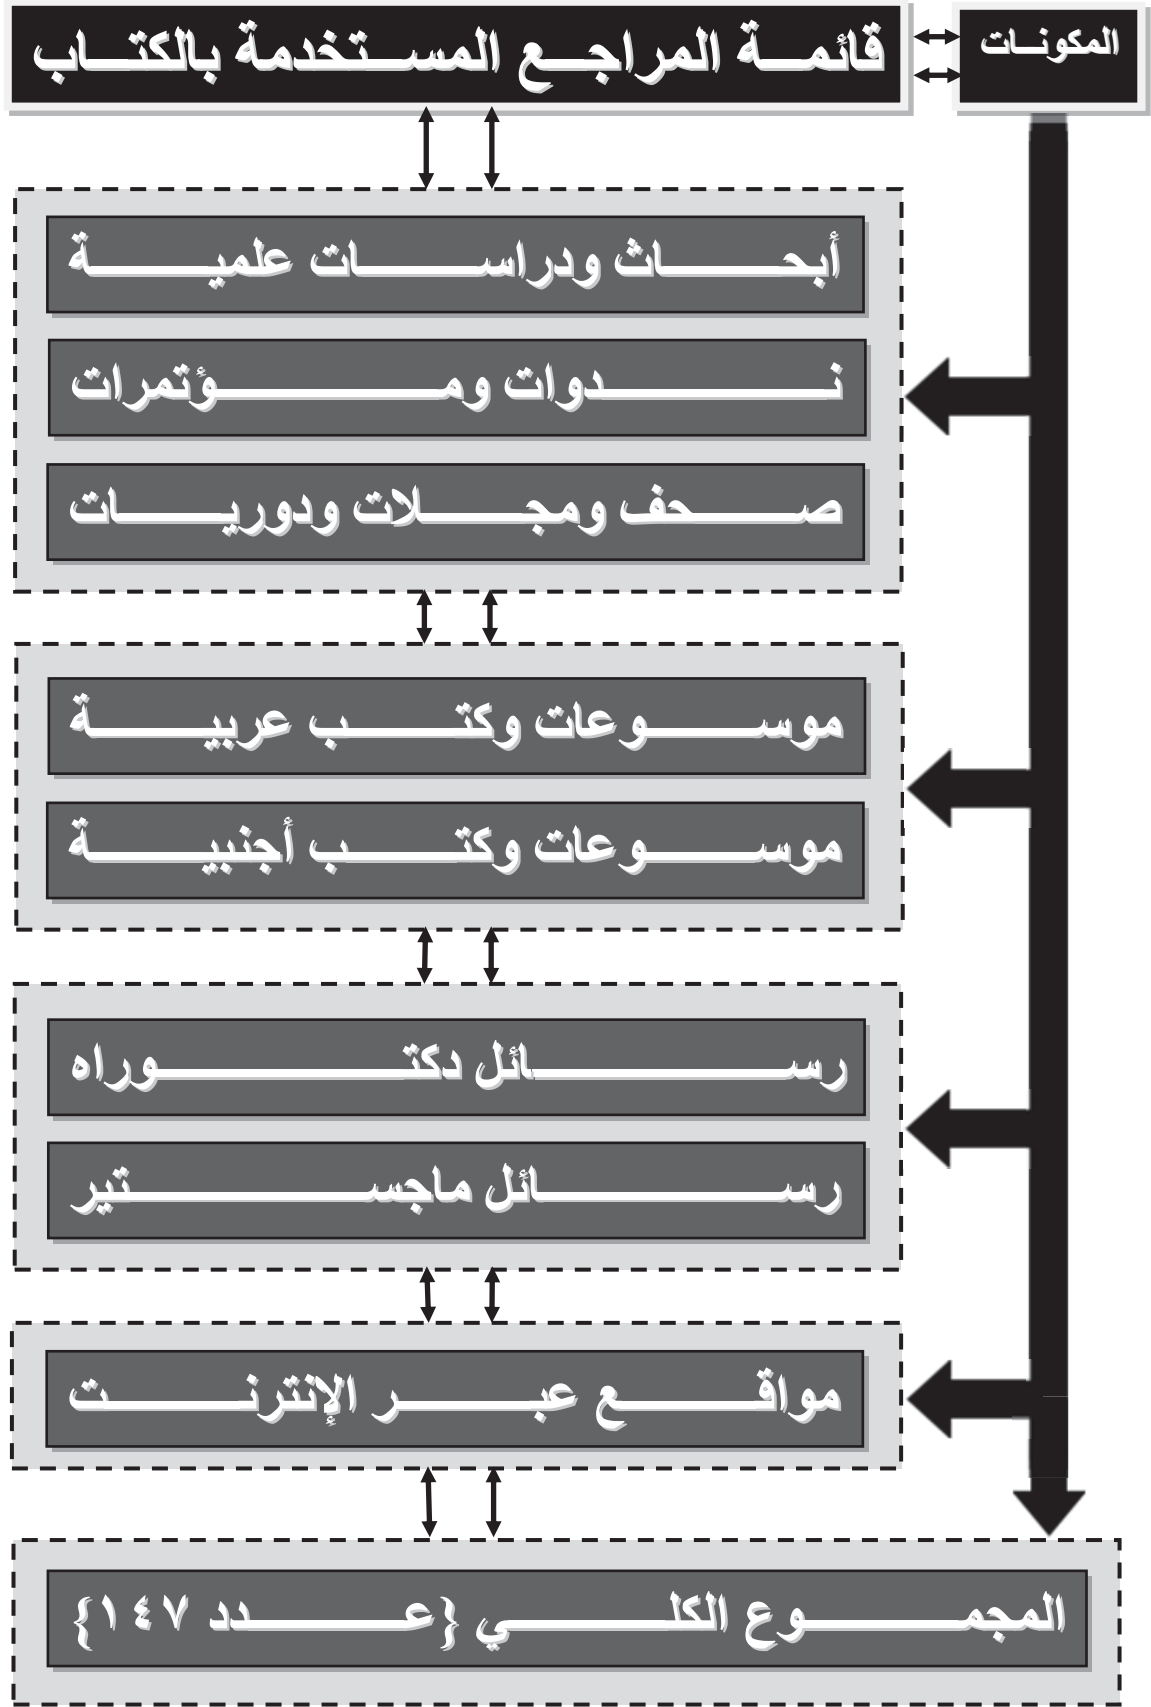 المكونات
قائمة المراجع المستخدمة بالكتاب
أبحاث ودراسات علمية
ندوات ومؤتمرات
صحف ومجلات ودوريات
موسوعات وكتب عربية
موسوعات وكتب أجنبية
رسائل دكتوراه
رسائل ماجستير
مواقع عبر الإنترنت
المجموع الكلي {عدد ١٤٧}